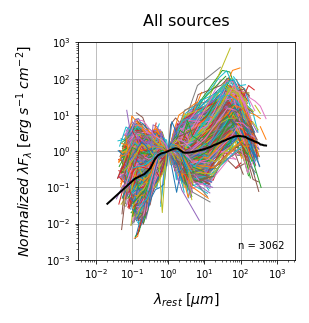 All sources
Normalized λF_λ [erg s⁻¹ cm⁻²]
10³
10²
10¹
10⁰
10⁻¹
10⁻²
10⁻³
n = 3062
10⁻² 10⁻¹ 10⁰ 10¹ 10² 10³
λ_rest [μm]